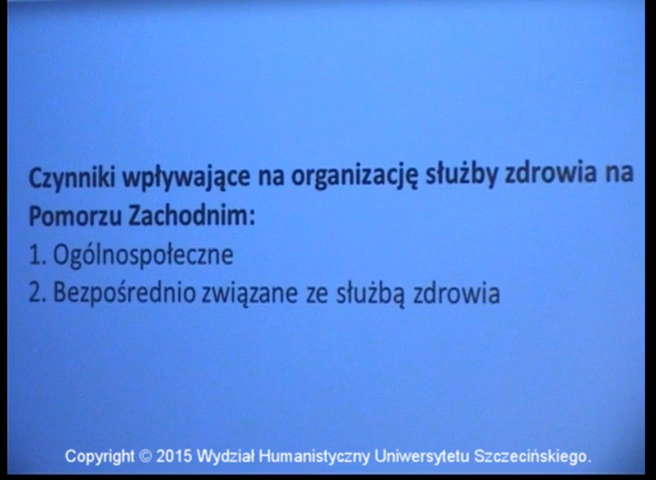 Czynniki wpływające na organizację służby zdrowia na
Pomorzu Zachodnim:
1. Ogólnospołeczne
2. Bezpośrednio związane ze służbą zdrowia
Copyright © 2015 Wydział Humanistyczny Uniwersytetu Szczecińskiego.